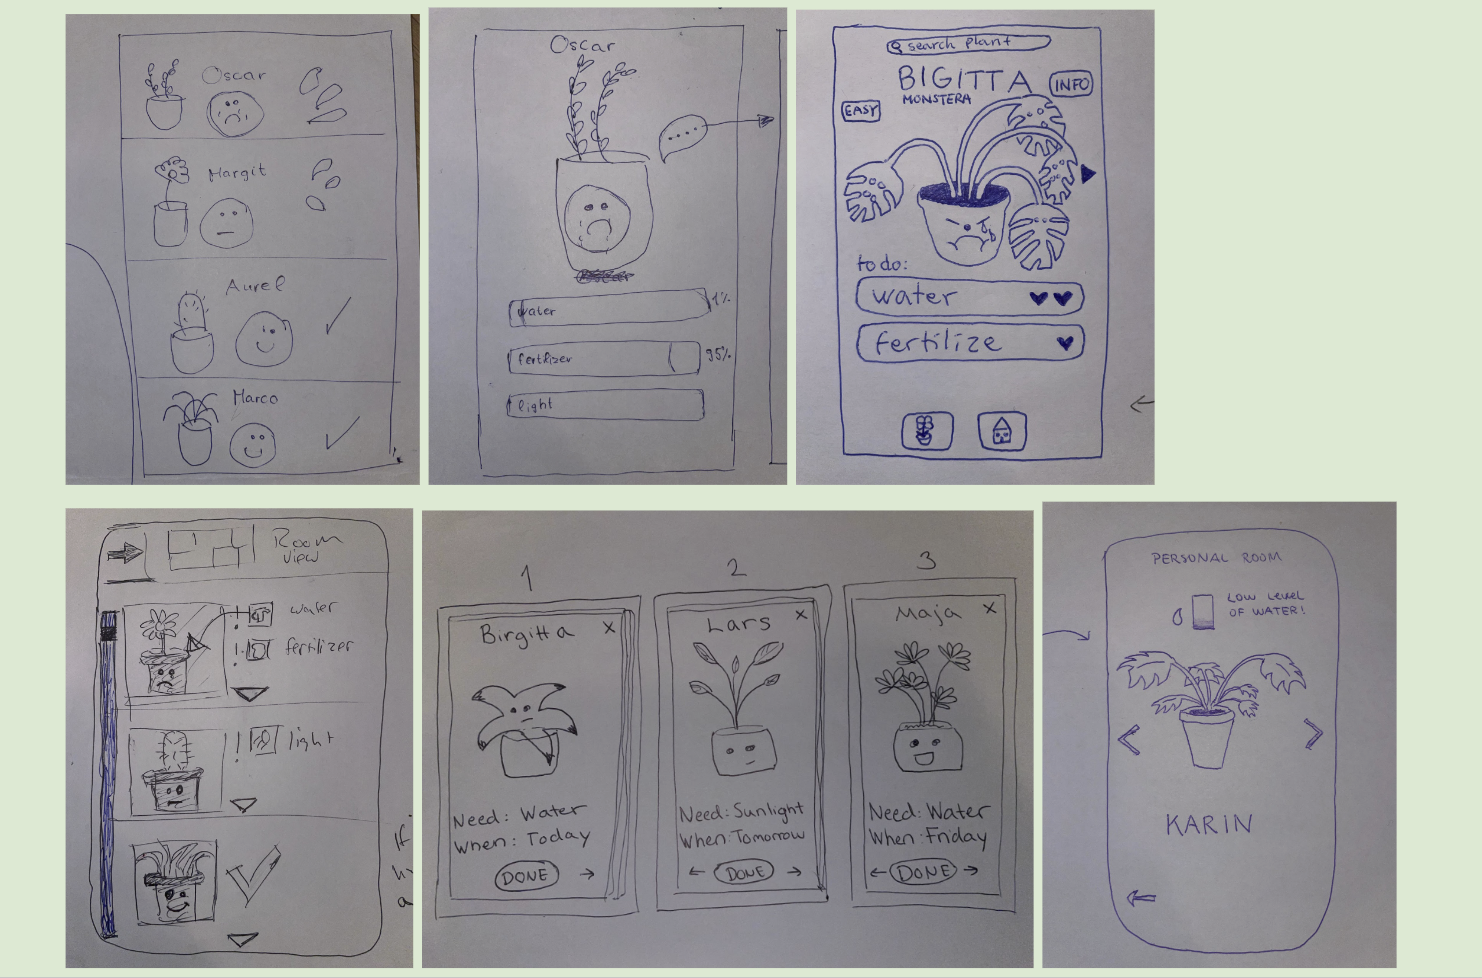 Oscar
Margit
Aurel
Marco
Oscar
water 1%
fertilizer 95%
light
search plant
BIGITTA
MONSTERA
INFO
EASY
to do:
water
fertilize
Room
view
! water
! fertilizer
! light
1
Birgitta X
Need: Water
When: Today
DONE →
2
Lars X
Need: Sunlight
When: Tomorrow
← DONE →
3
Maja X
Need: Water
When: Friday
← DONE →
PERSONAL ROOM
LOW LEVEL
OF WATER!
KARIN